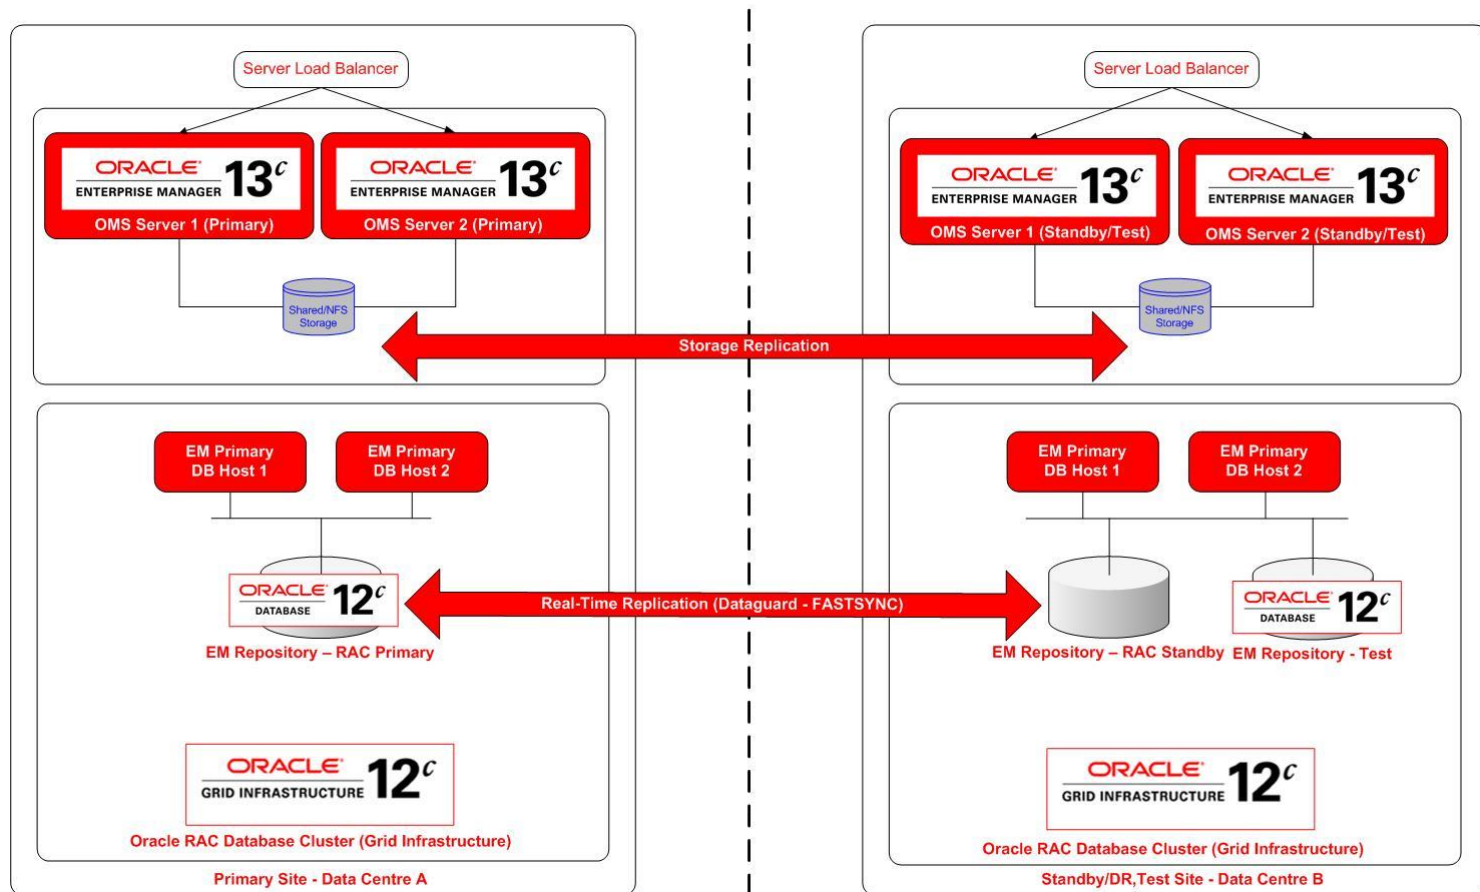 Server Load Balancer
ORACLE®
ENTERPRISE MANAGER 13c
OMS Server 1 (Primary)
ORACLE®
ENTERPRISE MANAGER 13c
OMS Server 2 (Primary)
Shared/NFS
Storage
Server Load Balancer
ORACLE®
ENTERPRISE MANAGER 13c
OMS Server 1 (Standby/Test)
ORACLE®
ENTERPRISE MANAGER 13c
OMS Server 2 (Standby/Test)
Shared/NFS
Storage
Storage Replication
EM Primary
DB Host 1
EM Primary
DB Host 2
ORACLE®
DATABASE 12c
EM Repository – RAC Primary
Real-Time Replication (Dataguard - FASTSYNC)
EM Primary
DB Host 1
EM Primary
DB Host 2
EM Repository – RAC Standby
ORACLE®
DATABASE 12c
EM Repository - Test
ORACLE®
GRID INFRASTRUCTURE 12c
Oracle RAC Database Cluster (Grid Infrastructure)
Primary Site - Data Centre A
ORACLE®
GRID INFRASTRUCTURE 12c
Oracle RAC Database Cluster (Grid Infrastructure)
Standby/DR,Test Site - Data Centre B